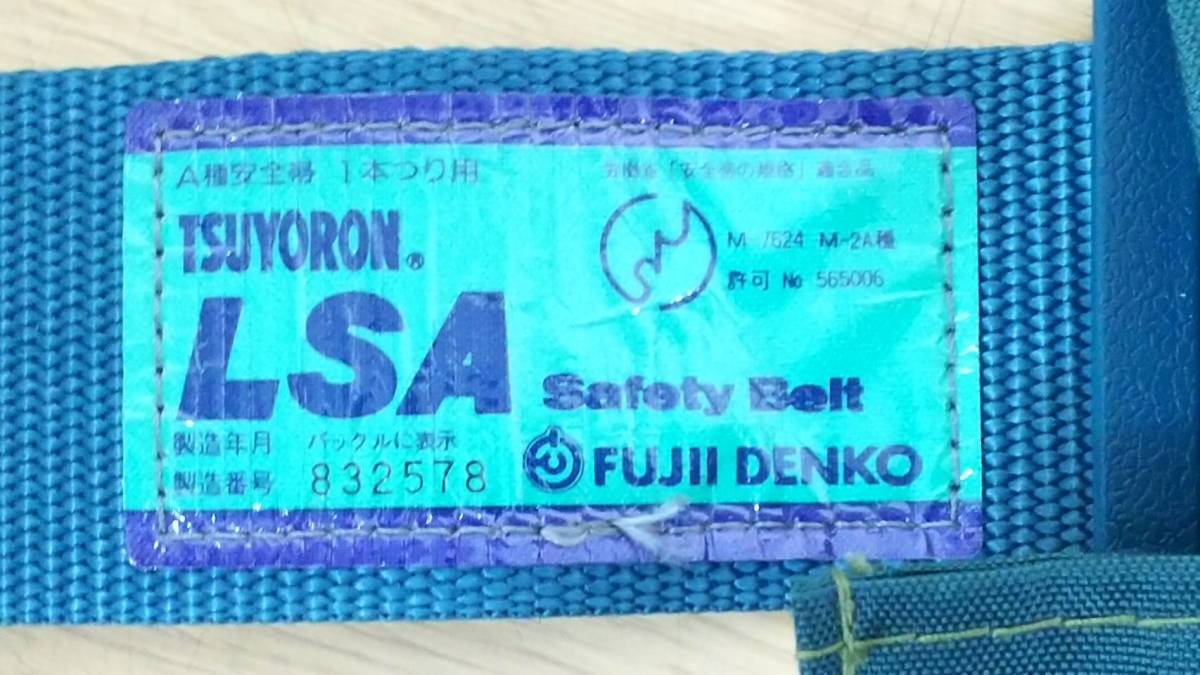 A種安全帯 1本つり用
労働省「安全帯の規格」適合品
TSUYORON®
M-7624 M-2A種
許可 No 565006
LSA
Safety Belt
製造年月 バックルに表示
製造番号 832578
FUJII DENKO